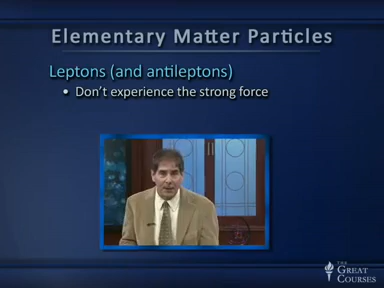 Elementary Matter Particles
Leptons (and antileptons)
• Don't experience the strong force
THE
GREAT
COURSES